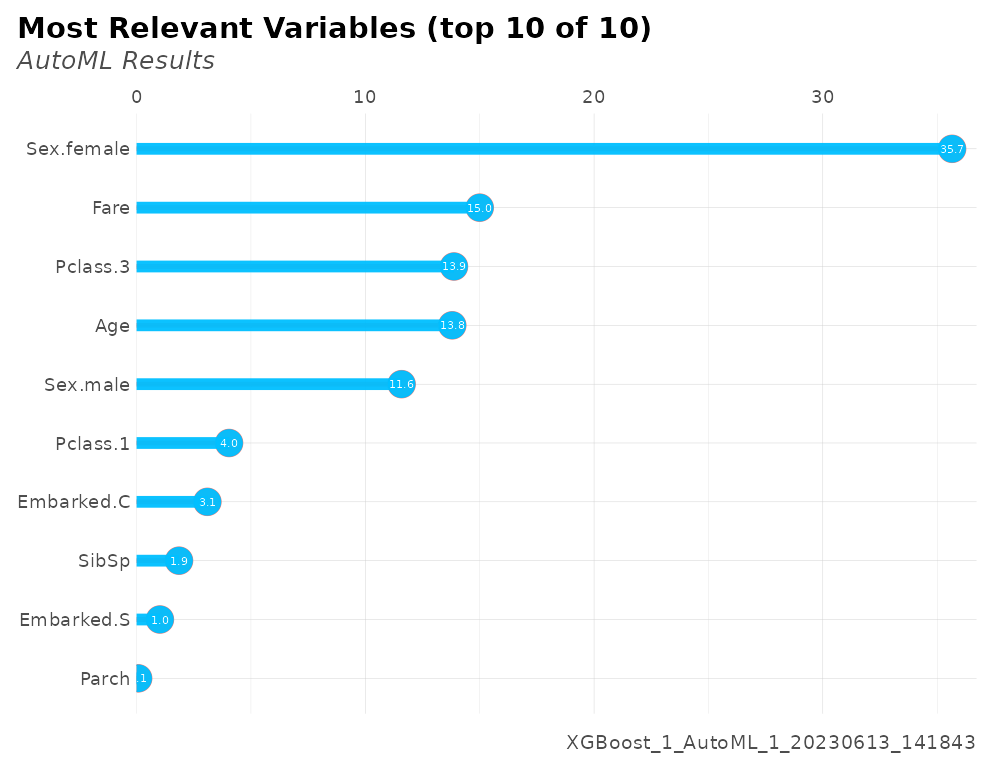 Most Relevant Variables (top 10 of 10)
AutoML Results
0 10 20 30
Sex.female 35.7
Fare 15.0
Pclass.3 13.9
Age 13.8
Sex.male 11.6
Pclass.1 4.0
Embarked.C 3.1
SibSp 1.9
Embarked.S 1.0
Parch .1
XGBoost_1_AutoML_1_20230613_141843